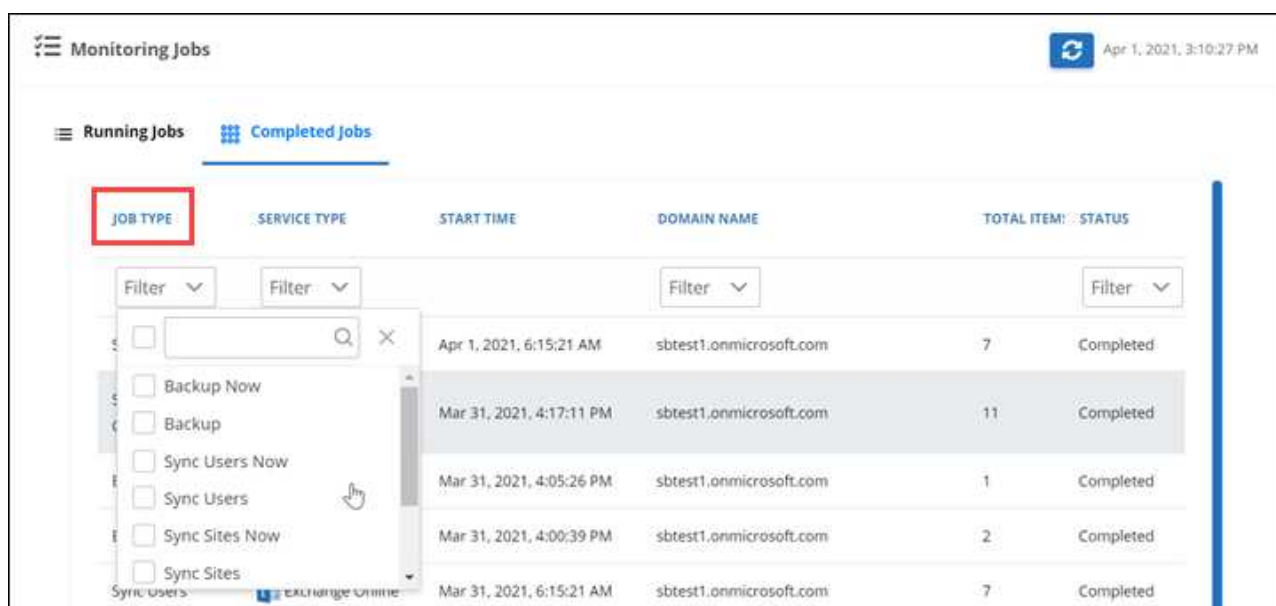 Monitoring Jobs
Apr 1, 2021, 3:10:27 PM
Running Jobs
Completed Jobs
JOB TYPE SERVICE TYPE START TIME DOMAIN NAME TOTAL ITEM: STATUS
Filter Filter Filter Filter
Apr 1, 2021, 6:15:21 AM sbtest1.onmicrosoft.com 7 Completed
Backup Now
Mar 31, 2021, 4:17:11 PM sbtest1.onmicrosoft.com 11 Completed
Backup
Sync Users Now
Mar 31, 2021, 4:05:26 PM sbtest1.onmicrosoft.com 1 Completed
Sync Users
Sync Sites Now
Mar 31, 2021, 4:00:39 PM sbtest1.onmicrosoft.com 2 Completed
Sync Sites
Sync Users Exchange Online Mar 31, 2021, 6:15:21 AM sbtest1.onmicrosoft.com 7 Completed